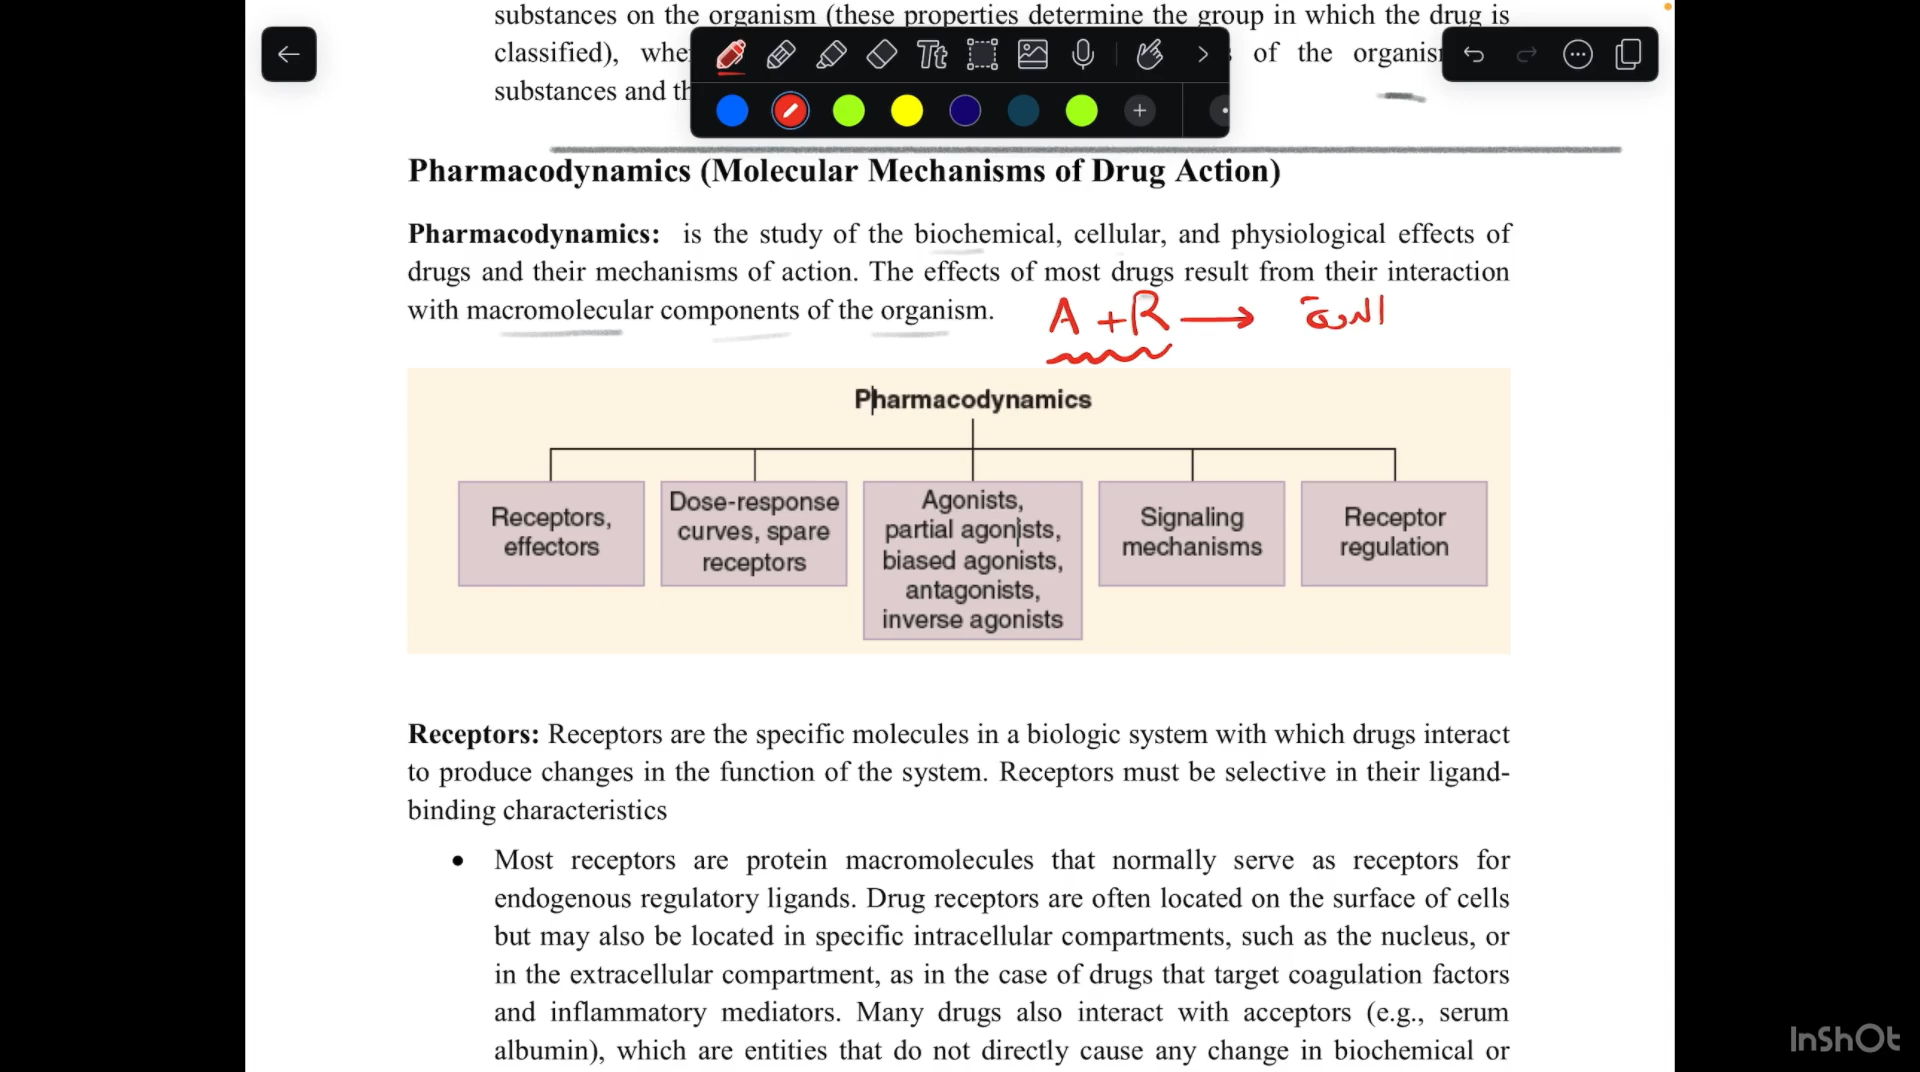 substances on the organism (these properties determine the group in which the drug is
classified), of the
substances and
Tt
Pharmacodynamics (Molecular Mechanisms of Drug Action)
Pharmacodynamics: is the study of the biochemical, cellular, and physiological effects of
drugs and their mechanisms of action. The effects of most drugs result from their interaction
with macromolecular components of the organism.
A + R →
Pharmacodynamics
Receptors,
effectors
Dose-response
curves, spare
receptors
Agonists,
partial agonists,
biased agonists,
antagonists,
inverse agonists
Signaling
mechanisms
Receptor
regulation
Receptors: Receptors are the specific molecules in a biologic system with which drugs interact
to produce changes in the function of the system. Receptors must be selective in their ligand-
binding characteristics
• Most receptors are protein macromolecules that normally serve as receptors for
endogenous regulatory ligands. Drug receptors are often located on the surface of cells
but may also be located in specific intracellular compartments, such as the nucleus, or
in the extracellular compartment, as in the case of drugs that target coagulation factors
and inflammatory mediators. Many drugs also interact with acceptors (e.g., serum
albumin), which are entities that do not directly cause any change in biochemical or
InShOt